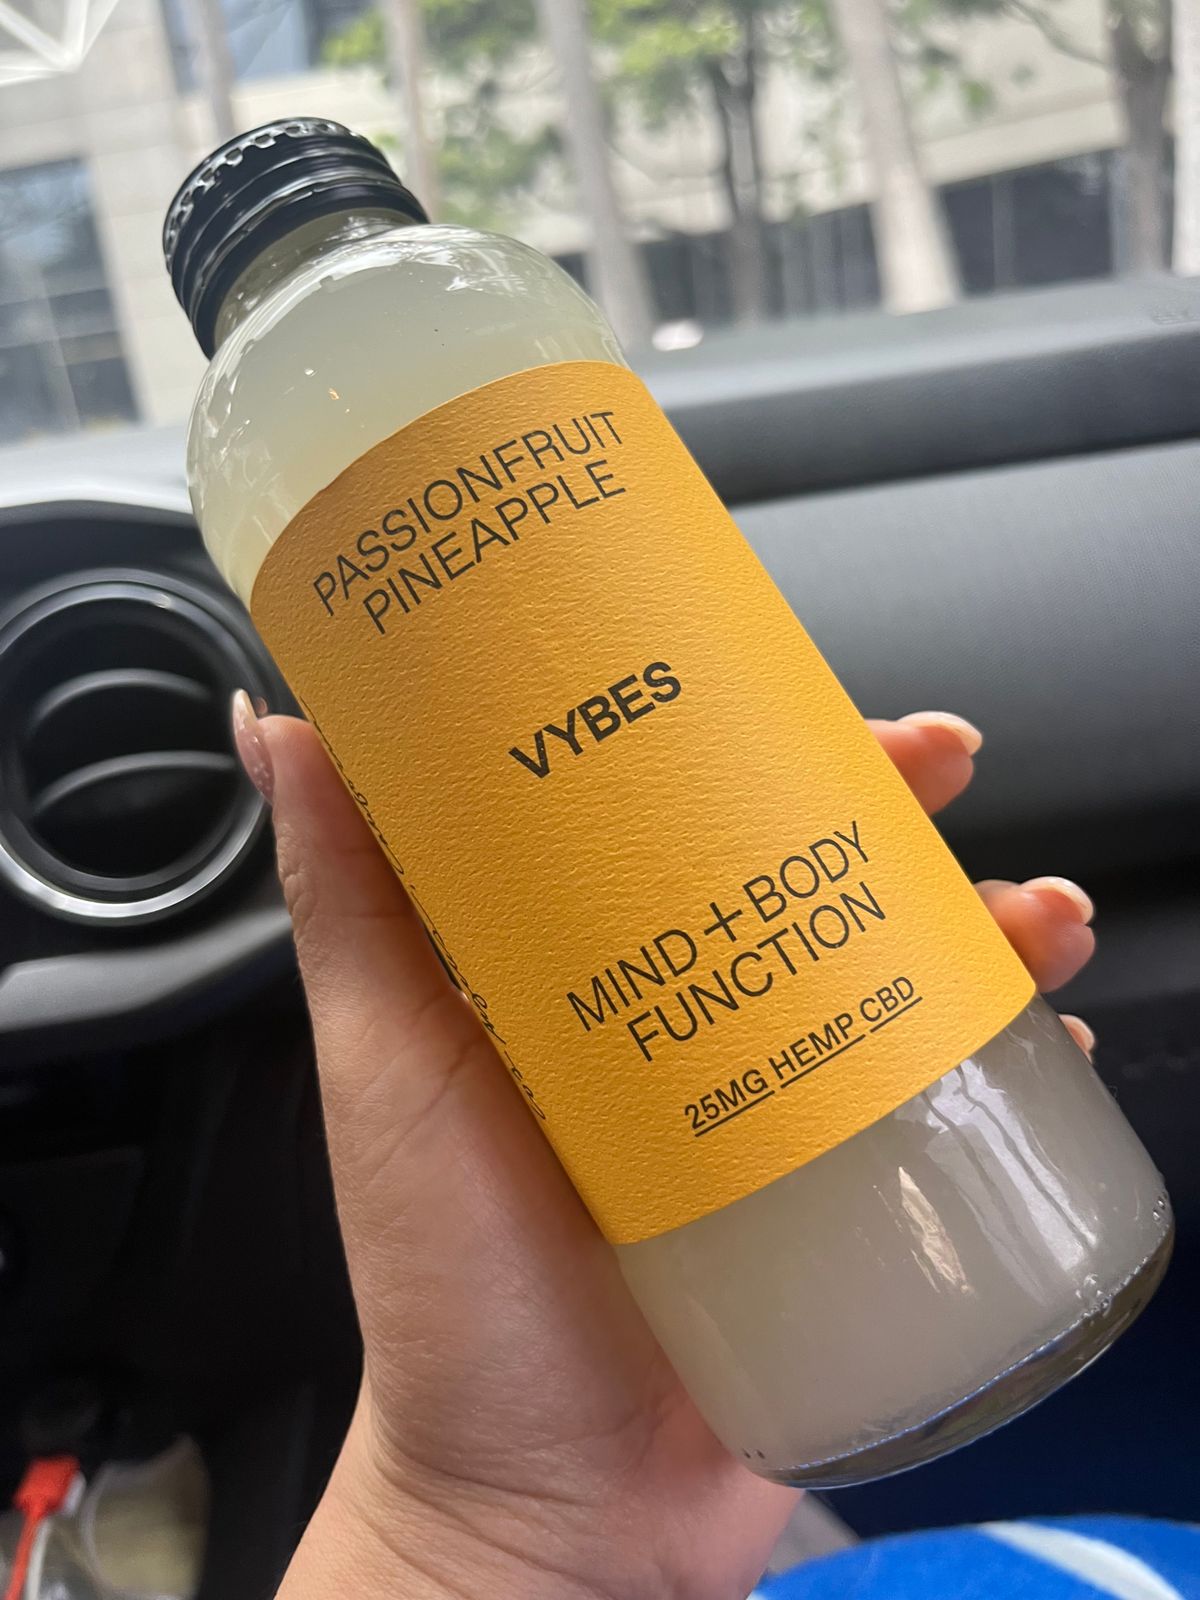 PASSIONFRUIT
PINEAPPLE
VYBES
MIND + BODY
FUNCTION
25MG HEMP CBD